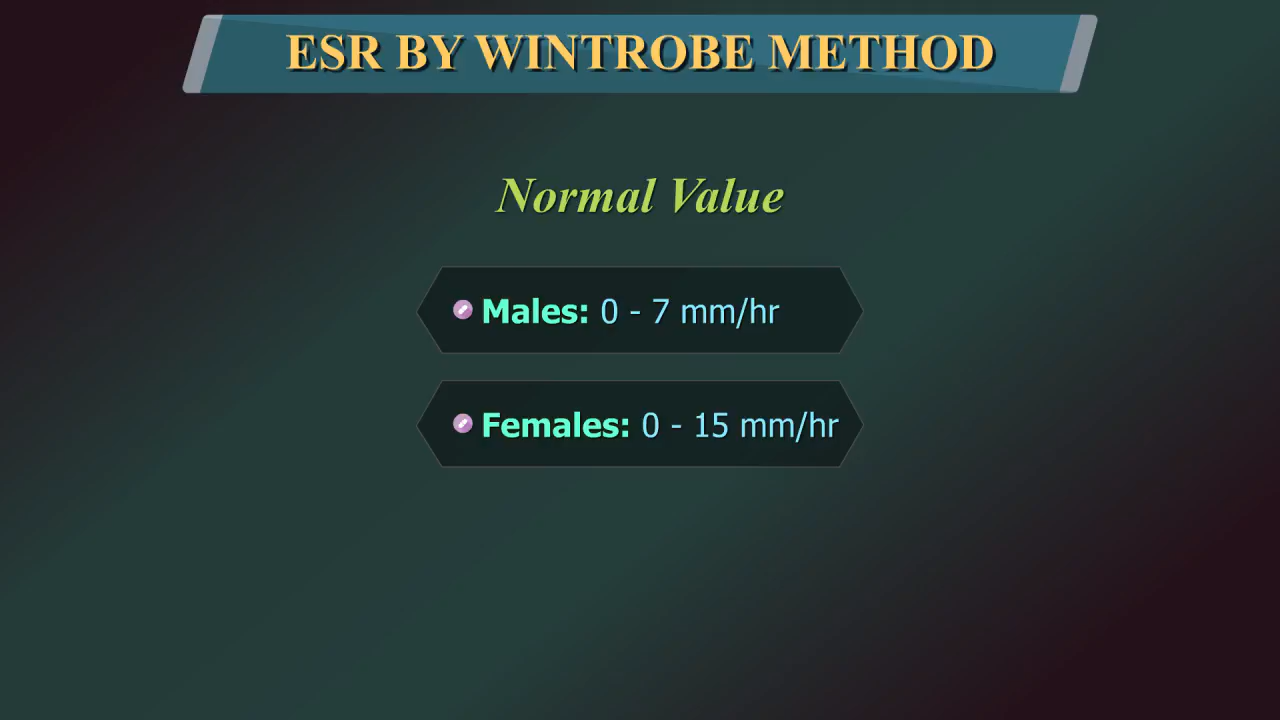 ESR BY WINTROBE METHOD
Normal Value
Males: 0 - 7 mm/hr
Females: 0 - 15 mm/hr